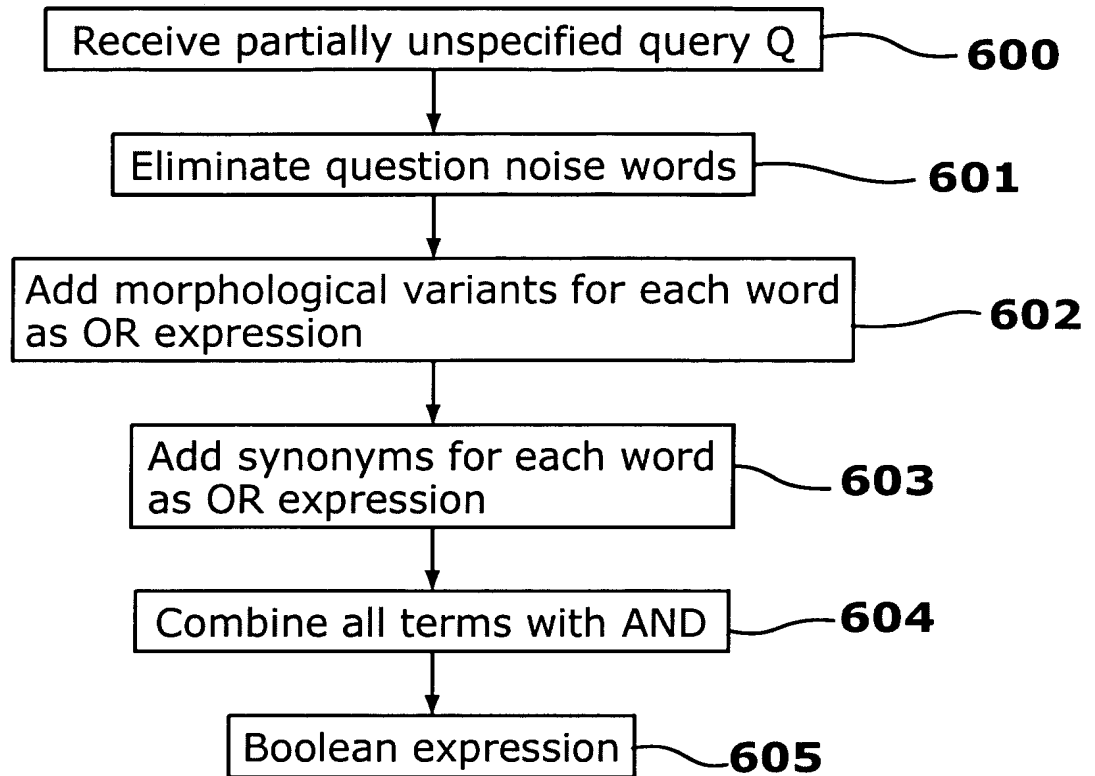 Receive partially unspecified query Q
600
Eliminate question noise words
601
Add morphological variants for each word
as OR expression
602
Add synonyms for each word
as OR expression
603
Combine all terms with AND
604
Boolean expression
605